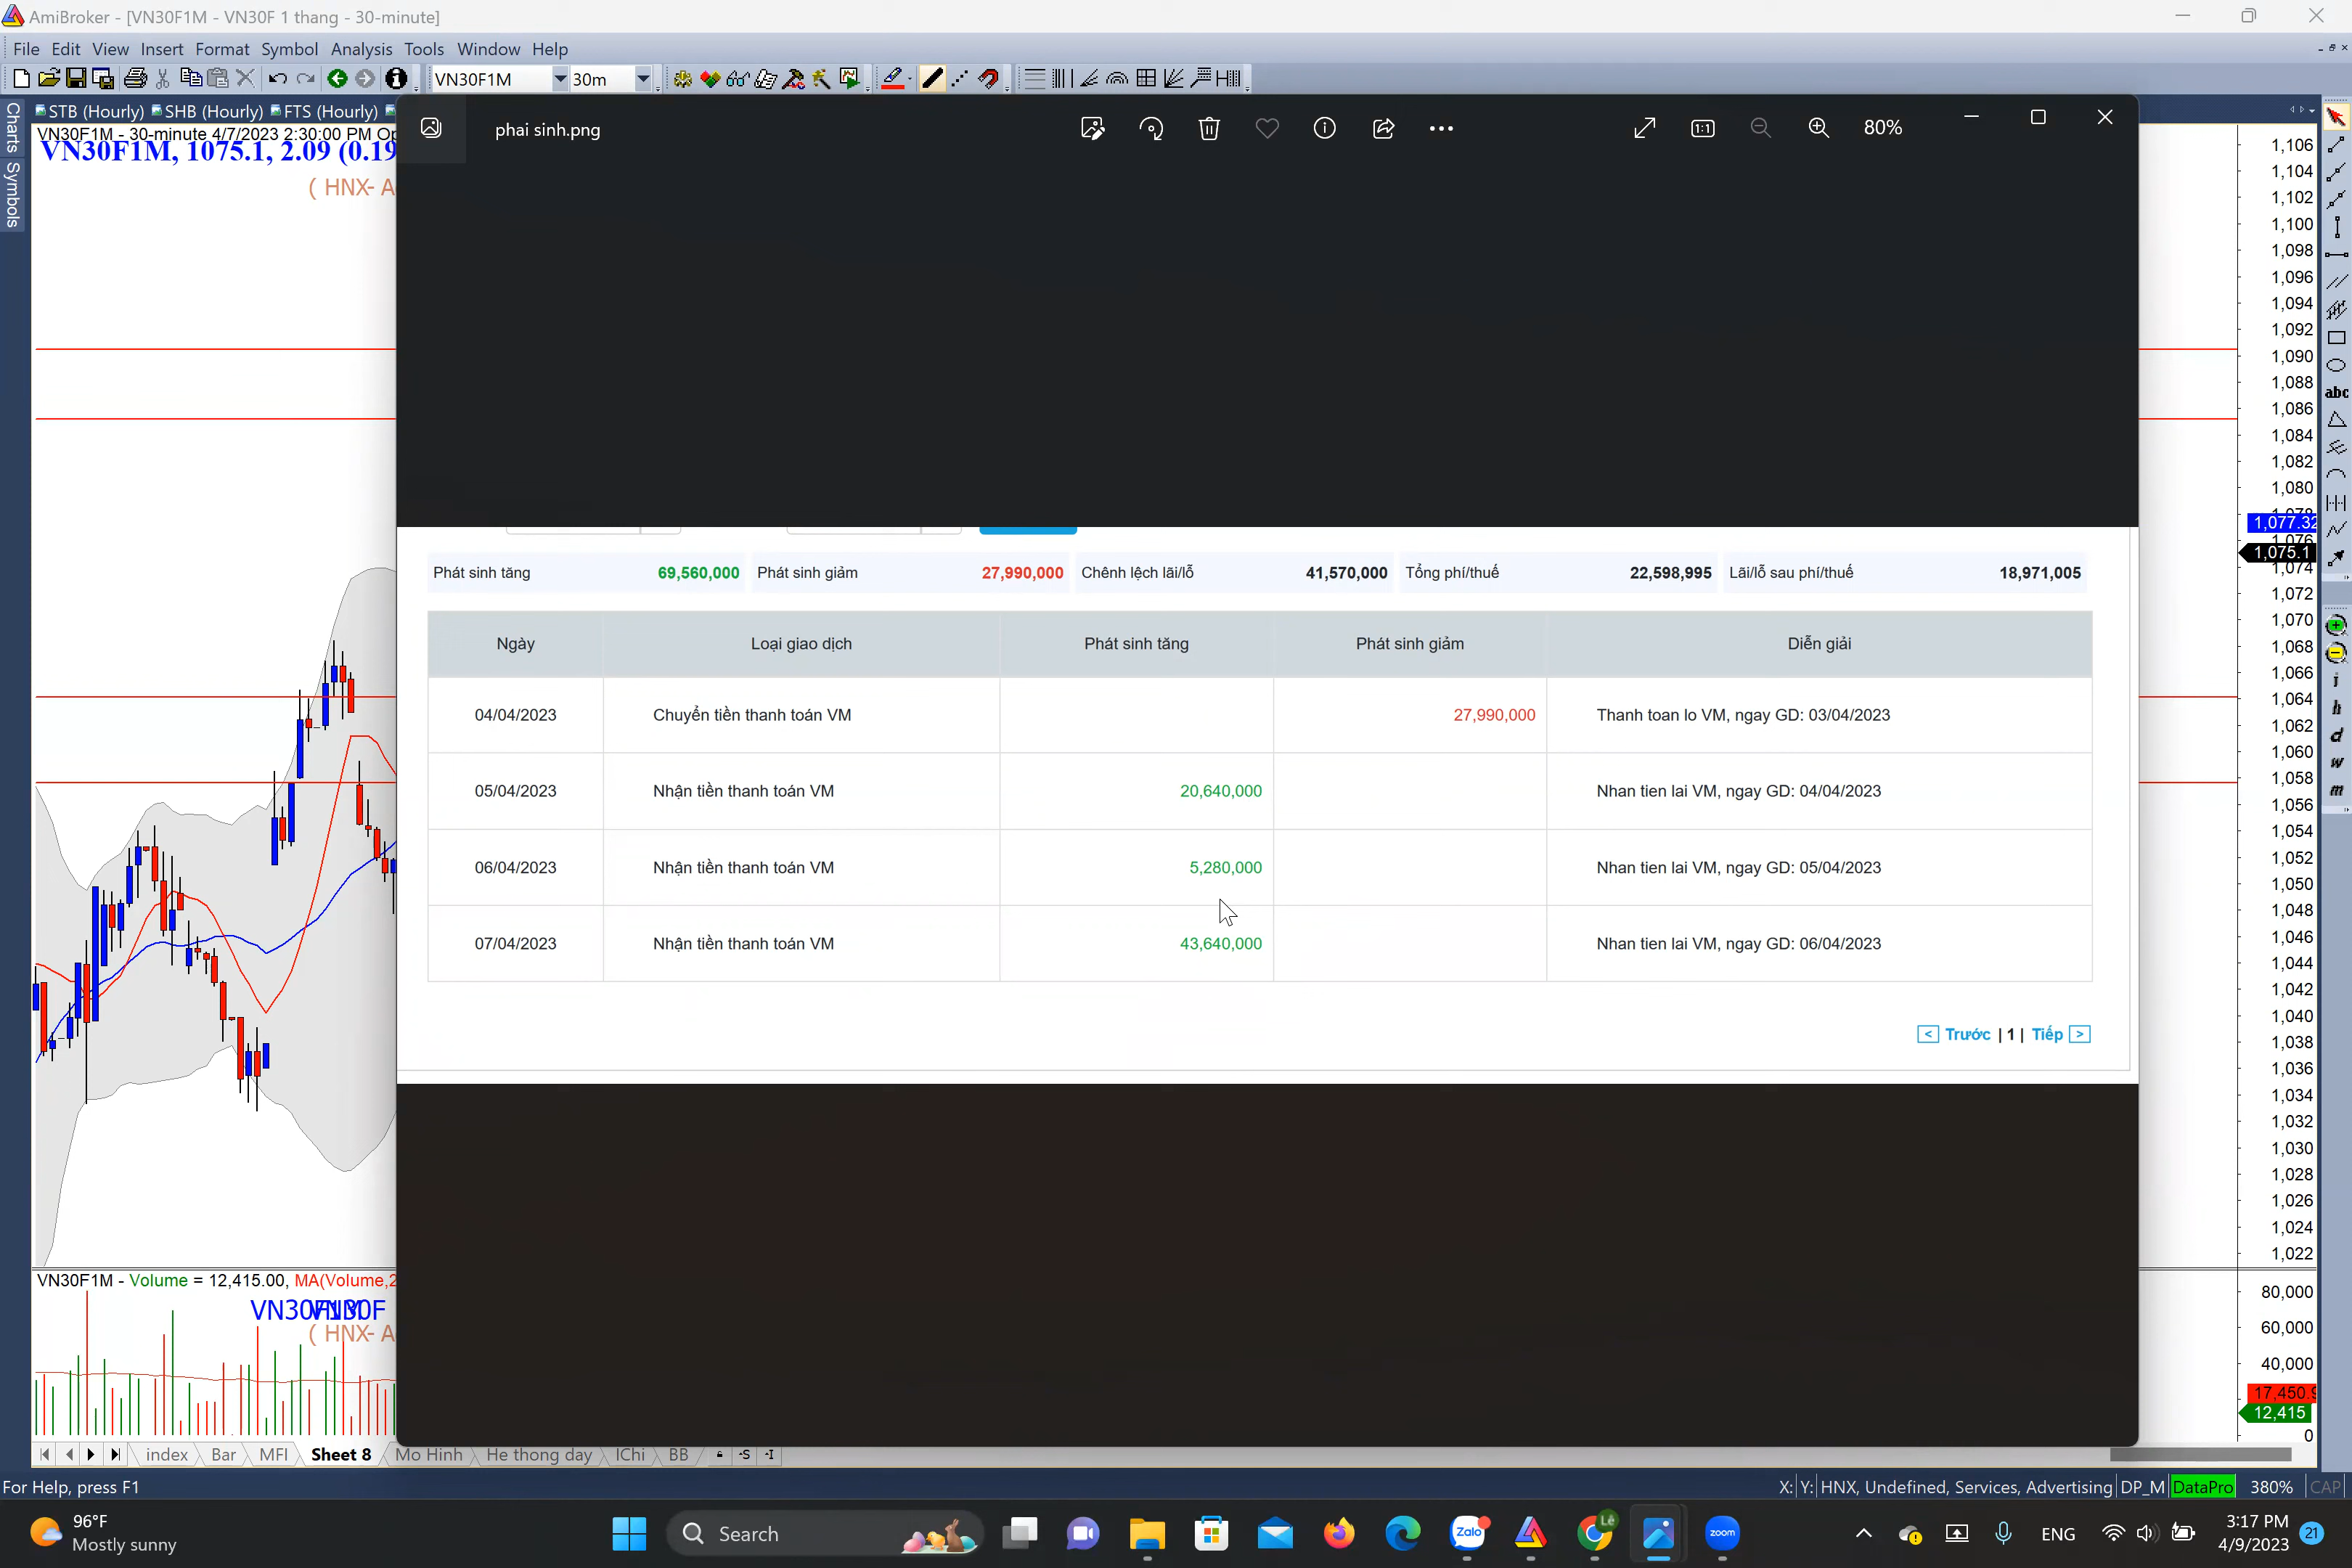 AmiBroker - [VN30F1M - VN30F 1 thang - 30-minute]
File Edit View Insert Format Symbol Analysis Tools Window Help
VN30F1M 30m
Charts
Symbols
STB (Hourly) SHB (Hourly) FTS (Hourly)
VN30F1M - 30-minute 4/7/2023 2:30:00 PM Op
VN30F1M, 1075.1, 2.09 (0.19
( HNX- A
phai sinh.png
80%
Phát sinh tăng 69,560,000 Phát sinh giảm 27,990,000 Chênh lệch lãi/lỗ 41,570,000 Tổng phí/thuế 22,598,995 Lãi/lỗ sau phí/thuế 18,971,005
Ngày Loại giao dịch Phát sinh tăng Phát sinh giảm Diễn giải
04/04/2023 Chuyển tiền thanh toán VM 27,990,000 Thanh toan lo VM, ngay GD: 03/04/2023
05/04/2023 Nhận tiền thanh toán VM 20,640,000 Nhan tien lai VM, ngay GD: 04/04/2023
06/04/2023 Nhận tiền thanh toán VM 5,280,000 Nhan tien lai VM, ngay GD: 05/04/2023
07/04/2023 Nhận tiền thanh toán VM 43,640,000 Nhan tien lai VM, ngay GD: 06/04/2023
< Trước | 1 | Tiếp >
1,106
1,104
1,102
1,100
1,098
1,096
1,094
1,092
1,090
1,088
1,086
1,084
1,082
1,080
1,078
1,077.32
1,076
1,075.1
1,074
1,072
1,070
1,068
1,066
1,064
1,062
1,060
1,058
1,056
1,054
1,052
1,050
1,048
1,046
1,044
1,042
1,040
1,038
1,036
1,034
1,032
1,030
1,028
1,026
1,024
1,022
abc
i
h
d
w
m
VN30F1M - Volume = 12,415.00, MA(Volume,2
( HNX- A
80,000
60,000
40,000
17,450.9
12,415
0
index Bar MFI Sheet 8 Mo Hinh He thong day IChi BB
For Help, press F1
X: Y: HNX, Undefined, Services, Advertising DP_M DataPro 380% CAP
96°F
Mostly sunny
Search
Zalo
Lê
zoom
ENG
3:17 PM
4/9/2023
21